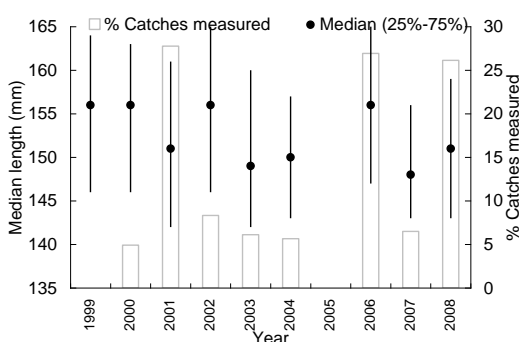 % Catches measured Median (25%-75%)
165 30
160 25
155 20
150 15
145 10
140 5
135 0
Median length (mm)
% Catches measured
1999 2000 2001 2002 2003 2004 2005 2006 2007 2008
Year